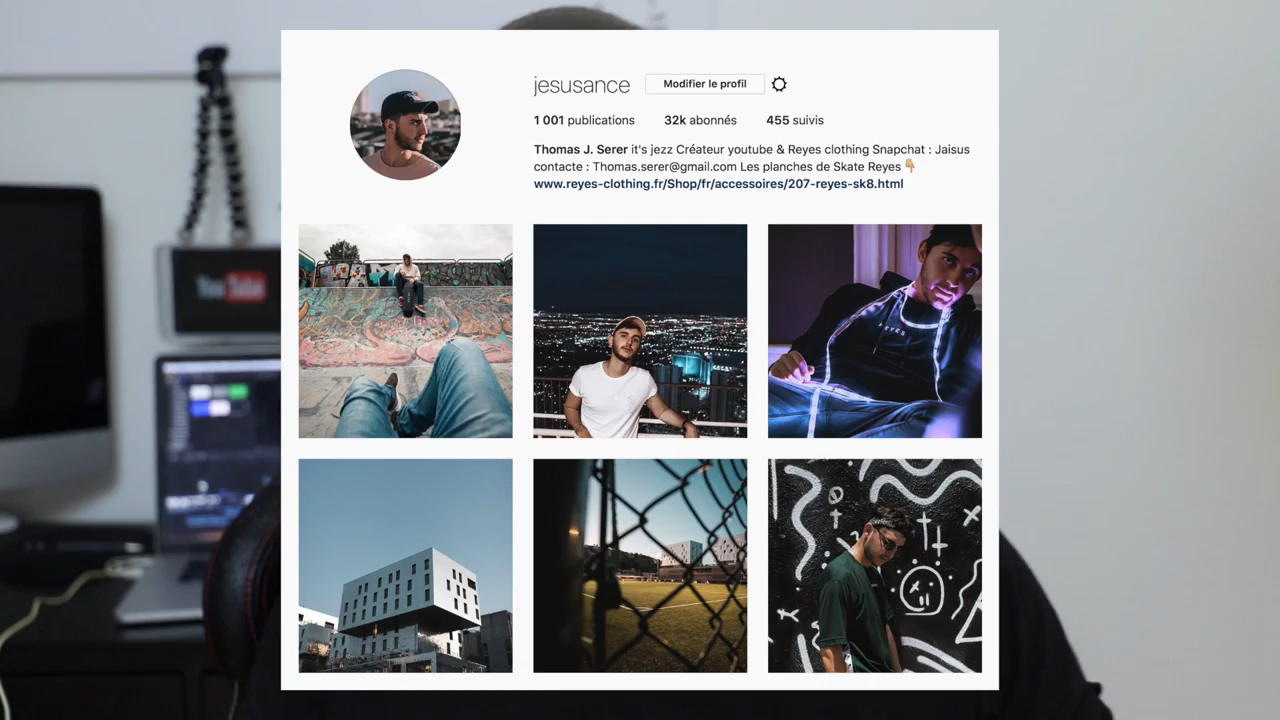 jesusance Modifier le profil
1 001 publications 32k abonnés 455 suivis
Thomas J. Serer it's jezz Créateur youtube & Reyes clothing Snapchat : Jaisus
contacte : Thomas.serer@gmail.com Les planches de Skate Reyes 👇🏼
www.reyes-clothing.fr/Shop/fr/accessoires/207-reyes-sk8.html
YouTube
REYES